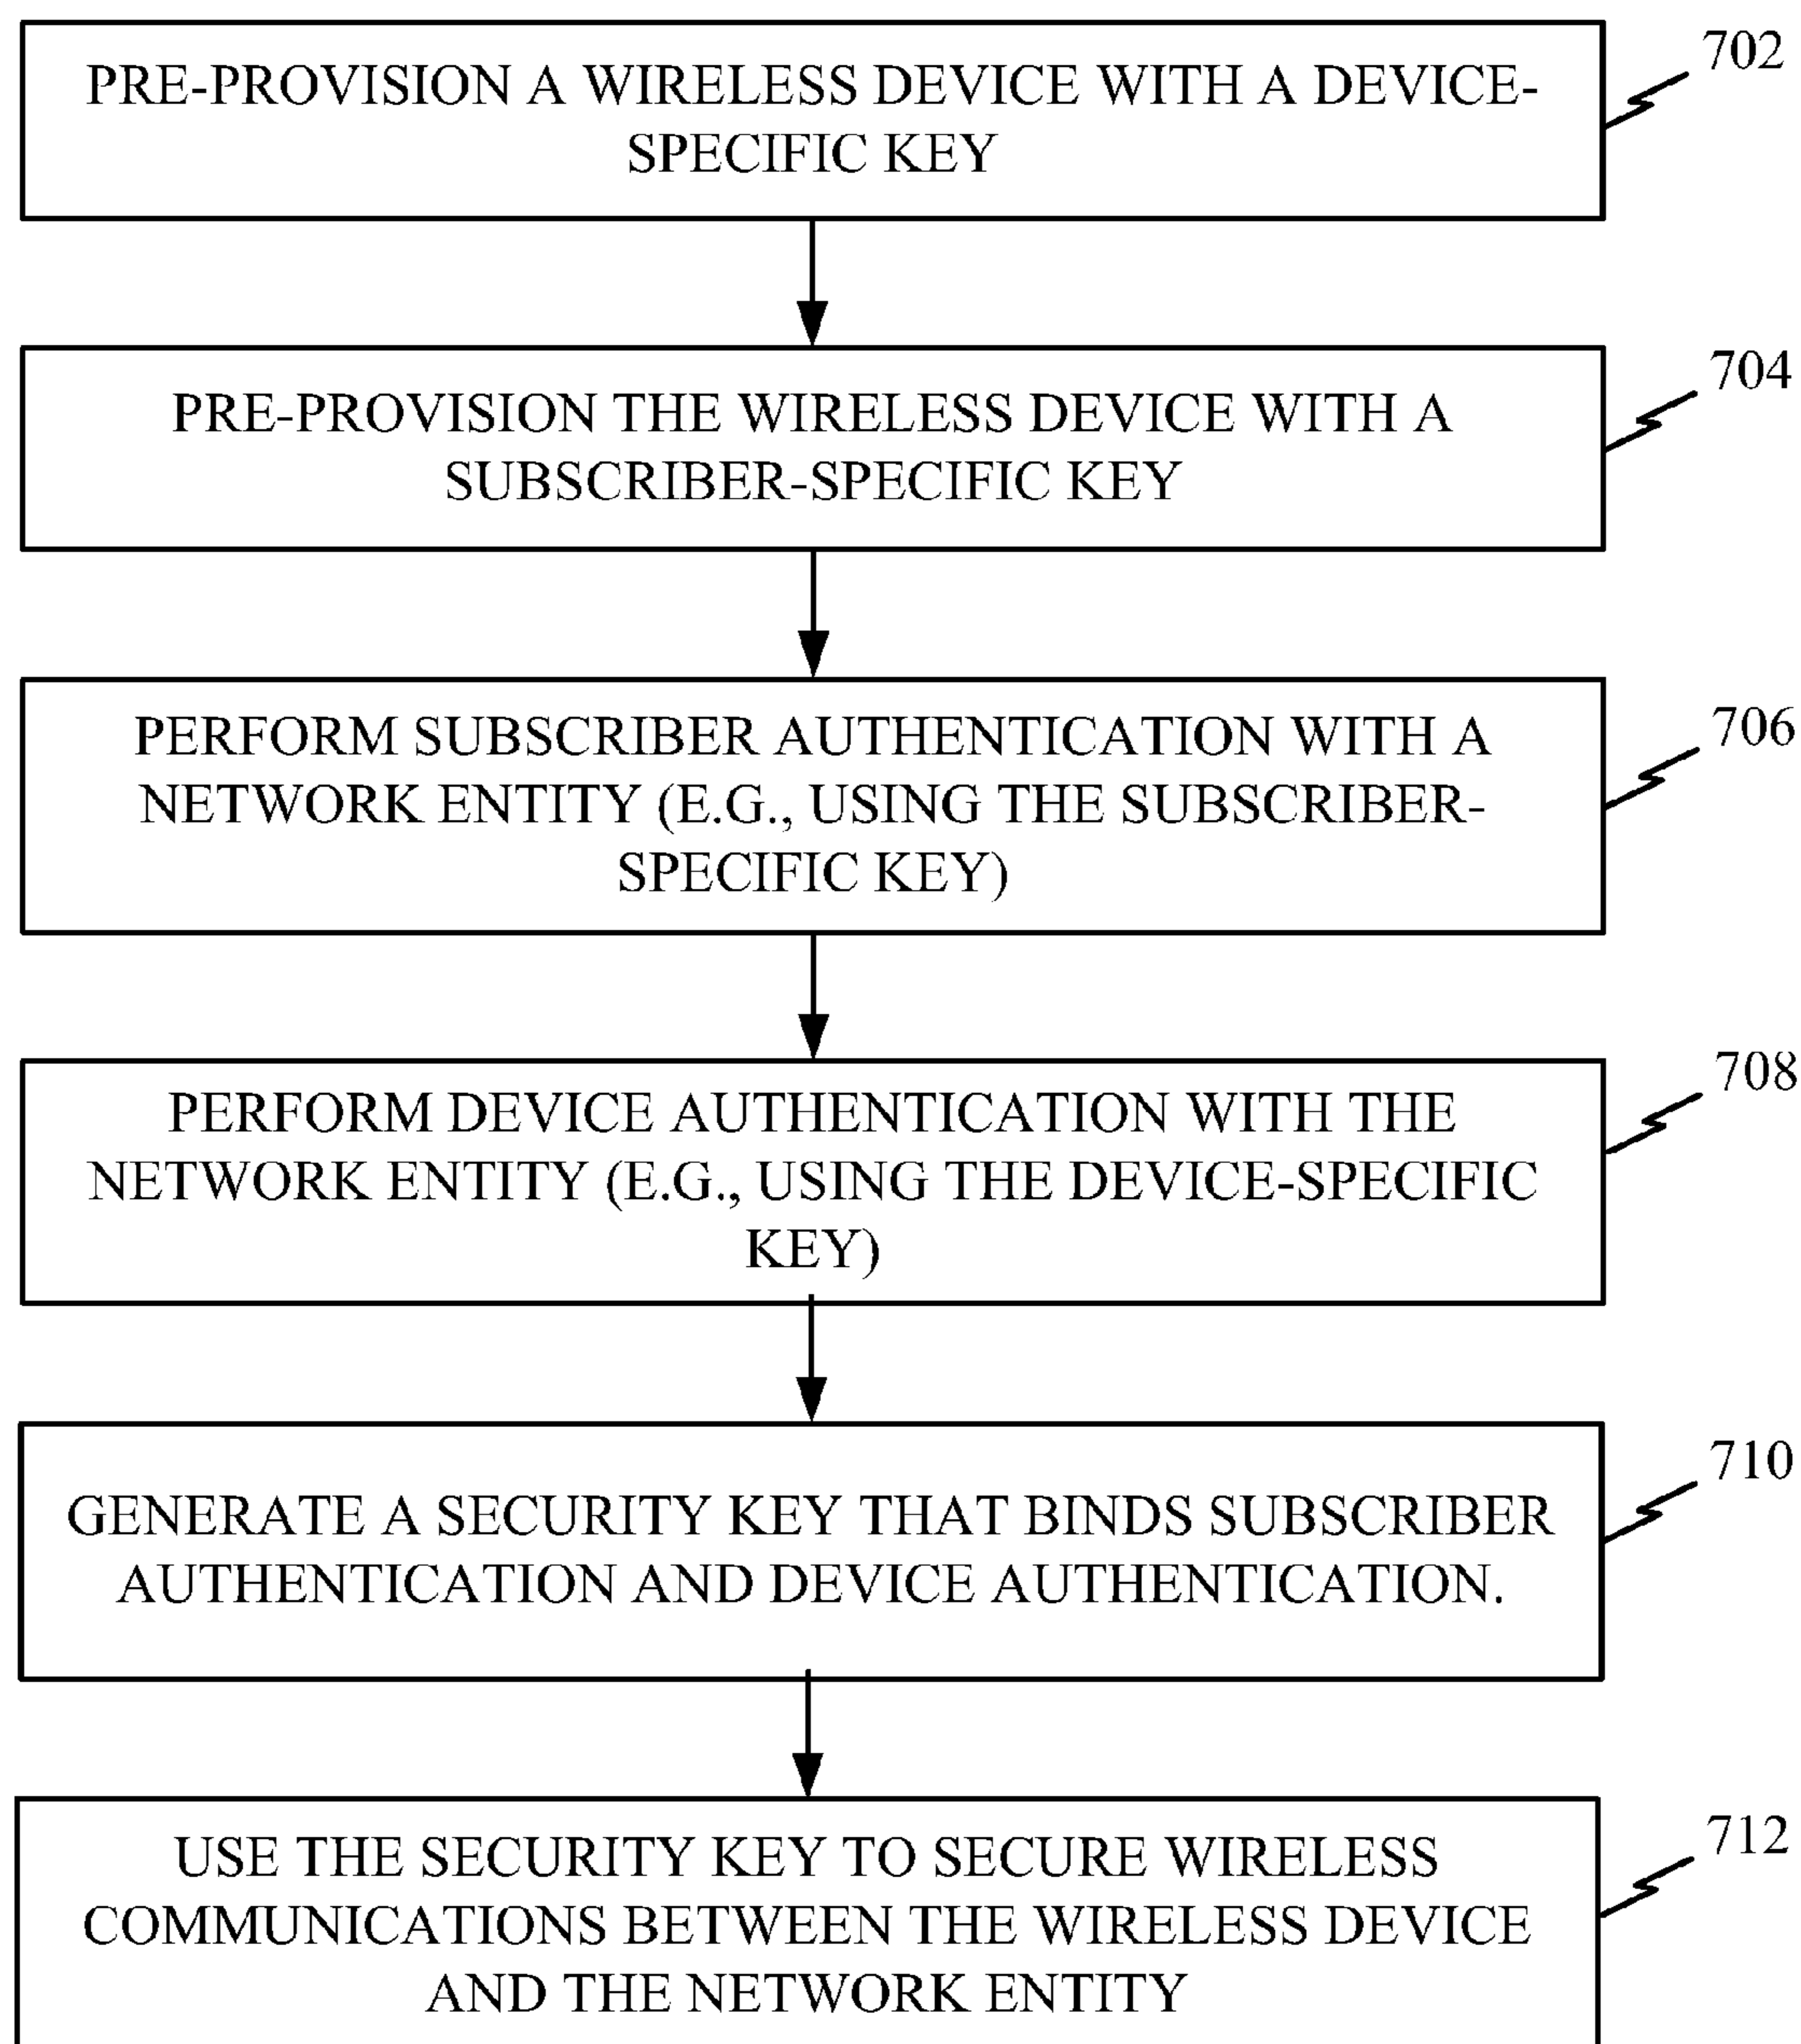 702
PRE-PROVISION A WIRELESS DEVICE WITH A DEVICE-
SPECIFIC KEY
704
PRE-PROVISION THE WIRELESS DEVICE WITH A
SUBSCRIBER-SPECIFIC KEY
706
PERFORM SUBSCRIBER AUTHENTICATION WITH A
NETWORK ENTITY (E.G., USING THE SUBSCRIBER-
SPECIFIC KEY)
708
PERFORM DEVICE AUTHENTICATION WITH THE
NETWORK ENTITY (E.G., USING THE DEVICE-SPECIFIC
KEY)
710
GENERATE A SECURITY KEY THAT BINDS SUBSCRIBER
AUTHENTICATION AND DEVICE AUTHENTICATION.
712
USE THE SECURITY KEY TO SECURE WIRELESS
COMMUNICATIONS BETWEEN THE WIRELESS DEVICE
AND THE NETWORK ENTITY